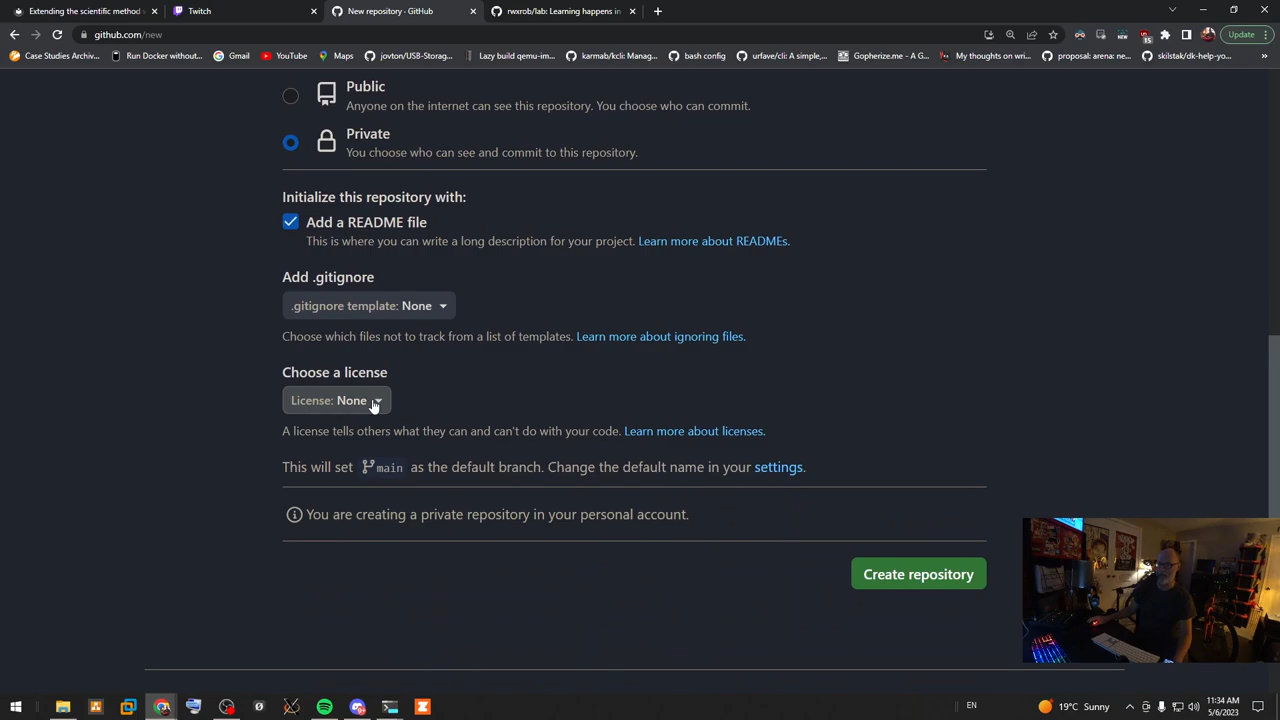 Extending the scientific method
Twitch
New repository · GitHub
rwxrob/lab: Learning happens in
github.com/new
Update
Case Studies Archiv...
Run Docker without...
Gmail
YouTube
Maps
jovton/USB-Storag...
Lazy build qemu-im...
karmab/kcli: Manag...
bash config
urfave/cli: A simple,...
Gopherize.me - A G...
My thoughts on wri...
proposal: arena: ne...
skilstak/dk-help-yo...
15
Public
Anyone on the internet can see this repository. You choose who can commit.
Private
You choose who can see and commit to this repository.
Initialize this repository with:
Add a README file
This is where you can write a long description for your project. Learn more about READMEs.
Add .gitignore
.gitignore template: None
Choose which files not to track from a list of templates. Learn more about ignoring files.
Choose a license
License: None
A license tells others what they can and can't do with your code. Learn more about licenses.
This will set main as the default branch. Change the default name in your settings.
You are creating a private repository in your personal account.
Create repository
19°C Sunny
EN
11:34 AM
5/6/2023